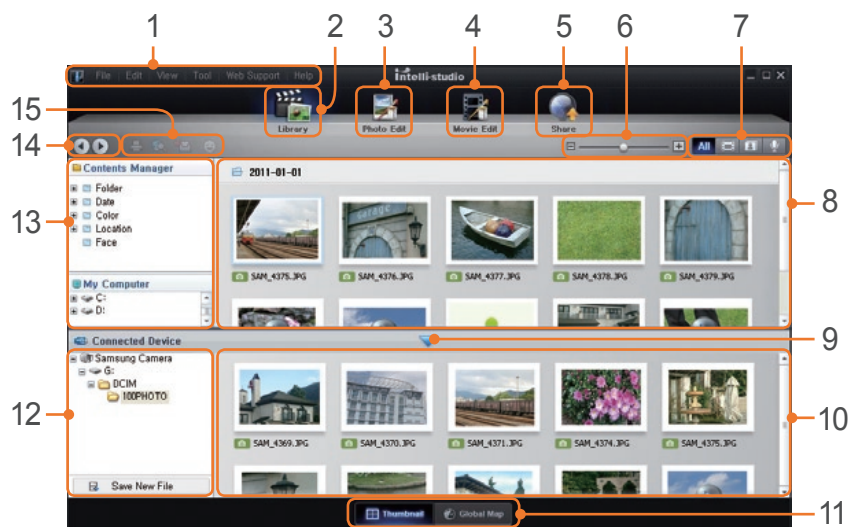 1 2 3 4 5 6 7
File Edit View Tool Web Support Help
intelli-studio
Library Photo Edit Movie Edit Share
15
14
All
Contents Manager
2011-01-01
13
Folder
Date
Color
Location
Face
8
SAM_4375.JPG SAM_4376.JPG SAM_4377.JPG SAM_4378.JPG SAM_4379.JPG
My Computer
C:
D:
Connected Device
9
12
Samsung Camera
G:
DCIM
100PHOTO
10
SAM_4369.JPG SAM_4370.JPG SAM_4371.JPG SAM_4374.JPG SAM_4375.JPG
Save New File
Thumbnail Global Map
11